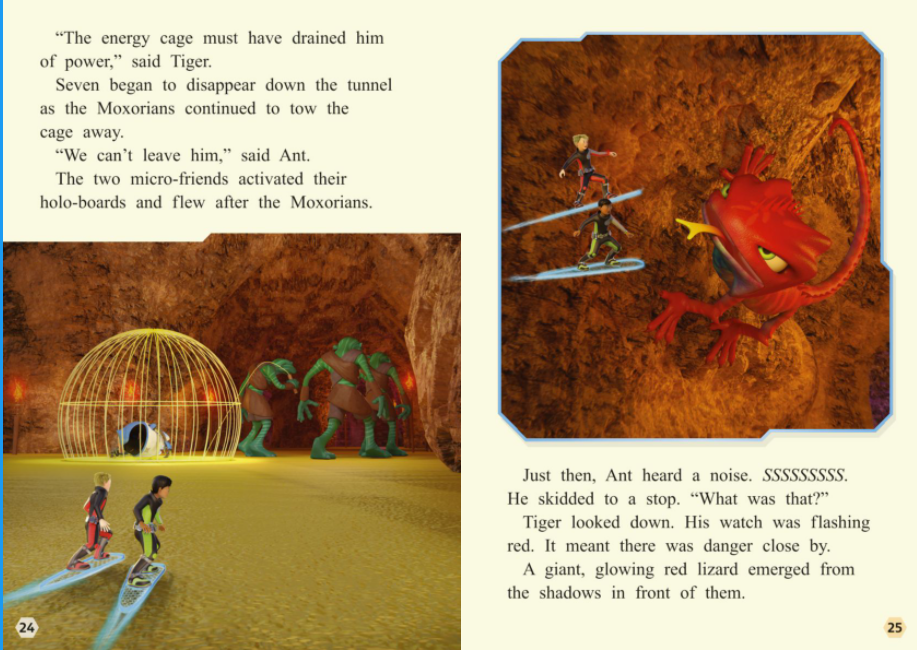 “The energy cage must have drained him
of power,” said Tiger.
Seven began to disappear down the tunnel
as the Moxorians continued to tow the
cage away.
“We can’t leave him,” said Ant.
The two micro-friends activated their
holo-boards and flew after the Moxorians.
24
Just then, Ant heard a noise. SSSSSSSSS.
He skidded to a stop. “What was that?”
Tiger looked down. His watch was flashing
red. It meant there was danger close by.
A giant, glowing red lizard emerged from
the shadows in front of them.
25